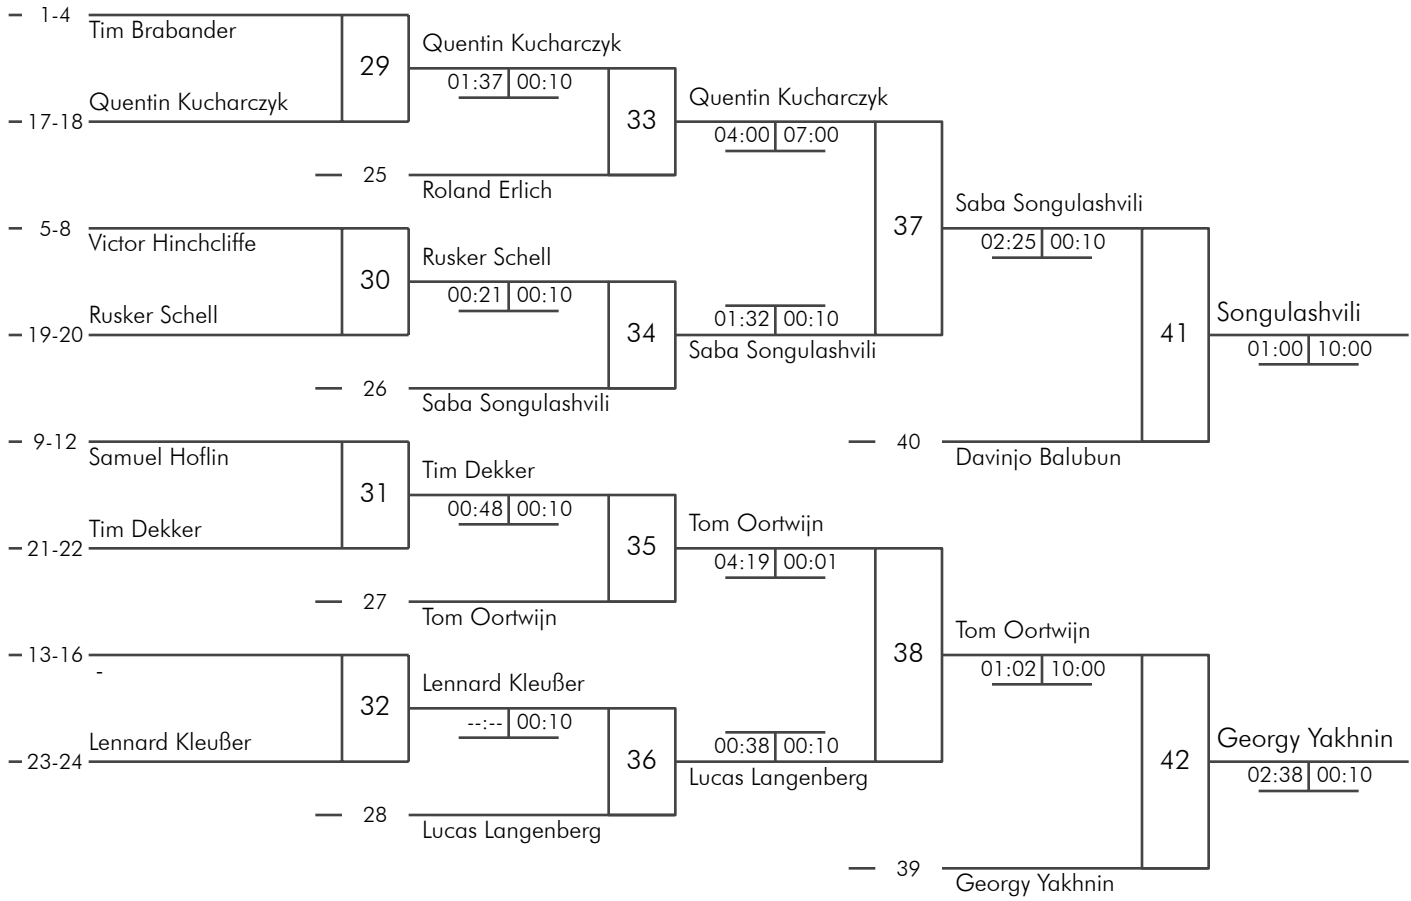 1-4
Tim Brabander
29
Quentin Kucharczyk
01:37 00:10
Quentin Kucharczyk
17-18
33
Quentin Kucharczyk
04:00 07:00
25
Roland Erlich
5-8
Victor Hinchcliffe
37
Saba Songulashvili
02:25 00:10
30
Rusker Schell
00:21 00:10
Rusker Schell
19-20
34
01:32 00:10
Saba Songulashvili
26
Saba Songulashvili
41
Songulashvili
01:00 10:00
9-12
Samuel Hoflin
40
Davinjo Balubun
31
Tim Dekker
00:48 00:10
Tim Dekker
21-22
35
Tom Oortwijn
04:19 00:01
27
Tom Oortwijn
13-16
-
38
Tom Oortwijn
01:02 10:00
32
Lennard Kleußer
--:-- 00:10
Lennard Kleußer
23-24
36
00:38 00:10
Lucas Langenberg
28
Lucas Langenberg
42
Georgy Yakhnin
02:38 00:10
39
Georgy Yakhnin